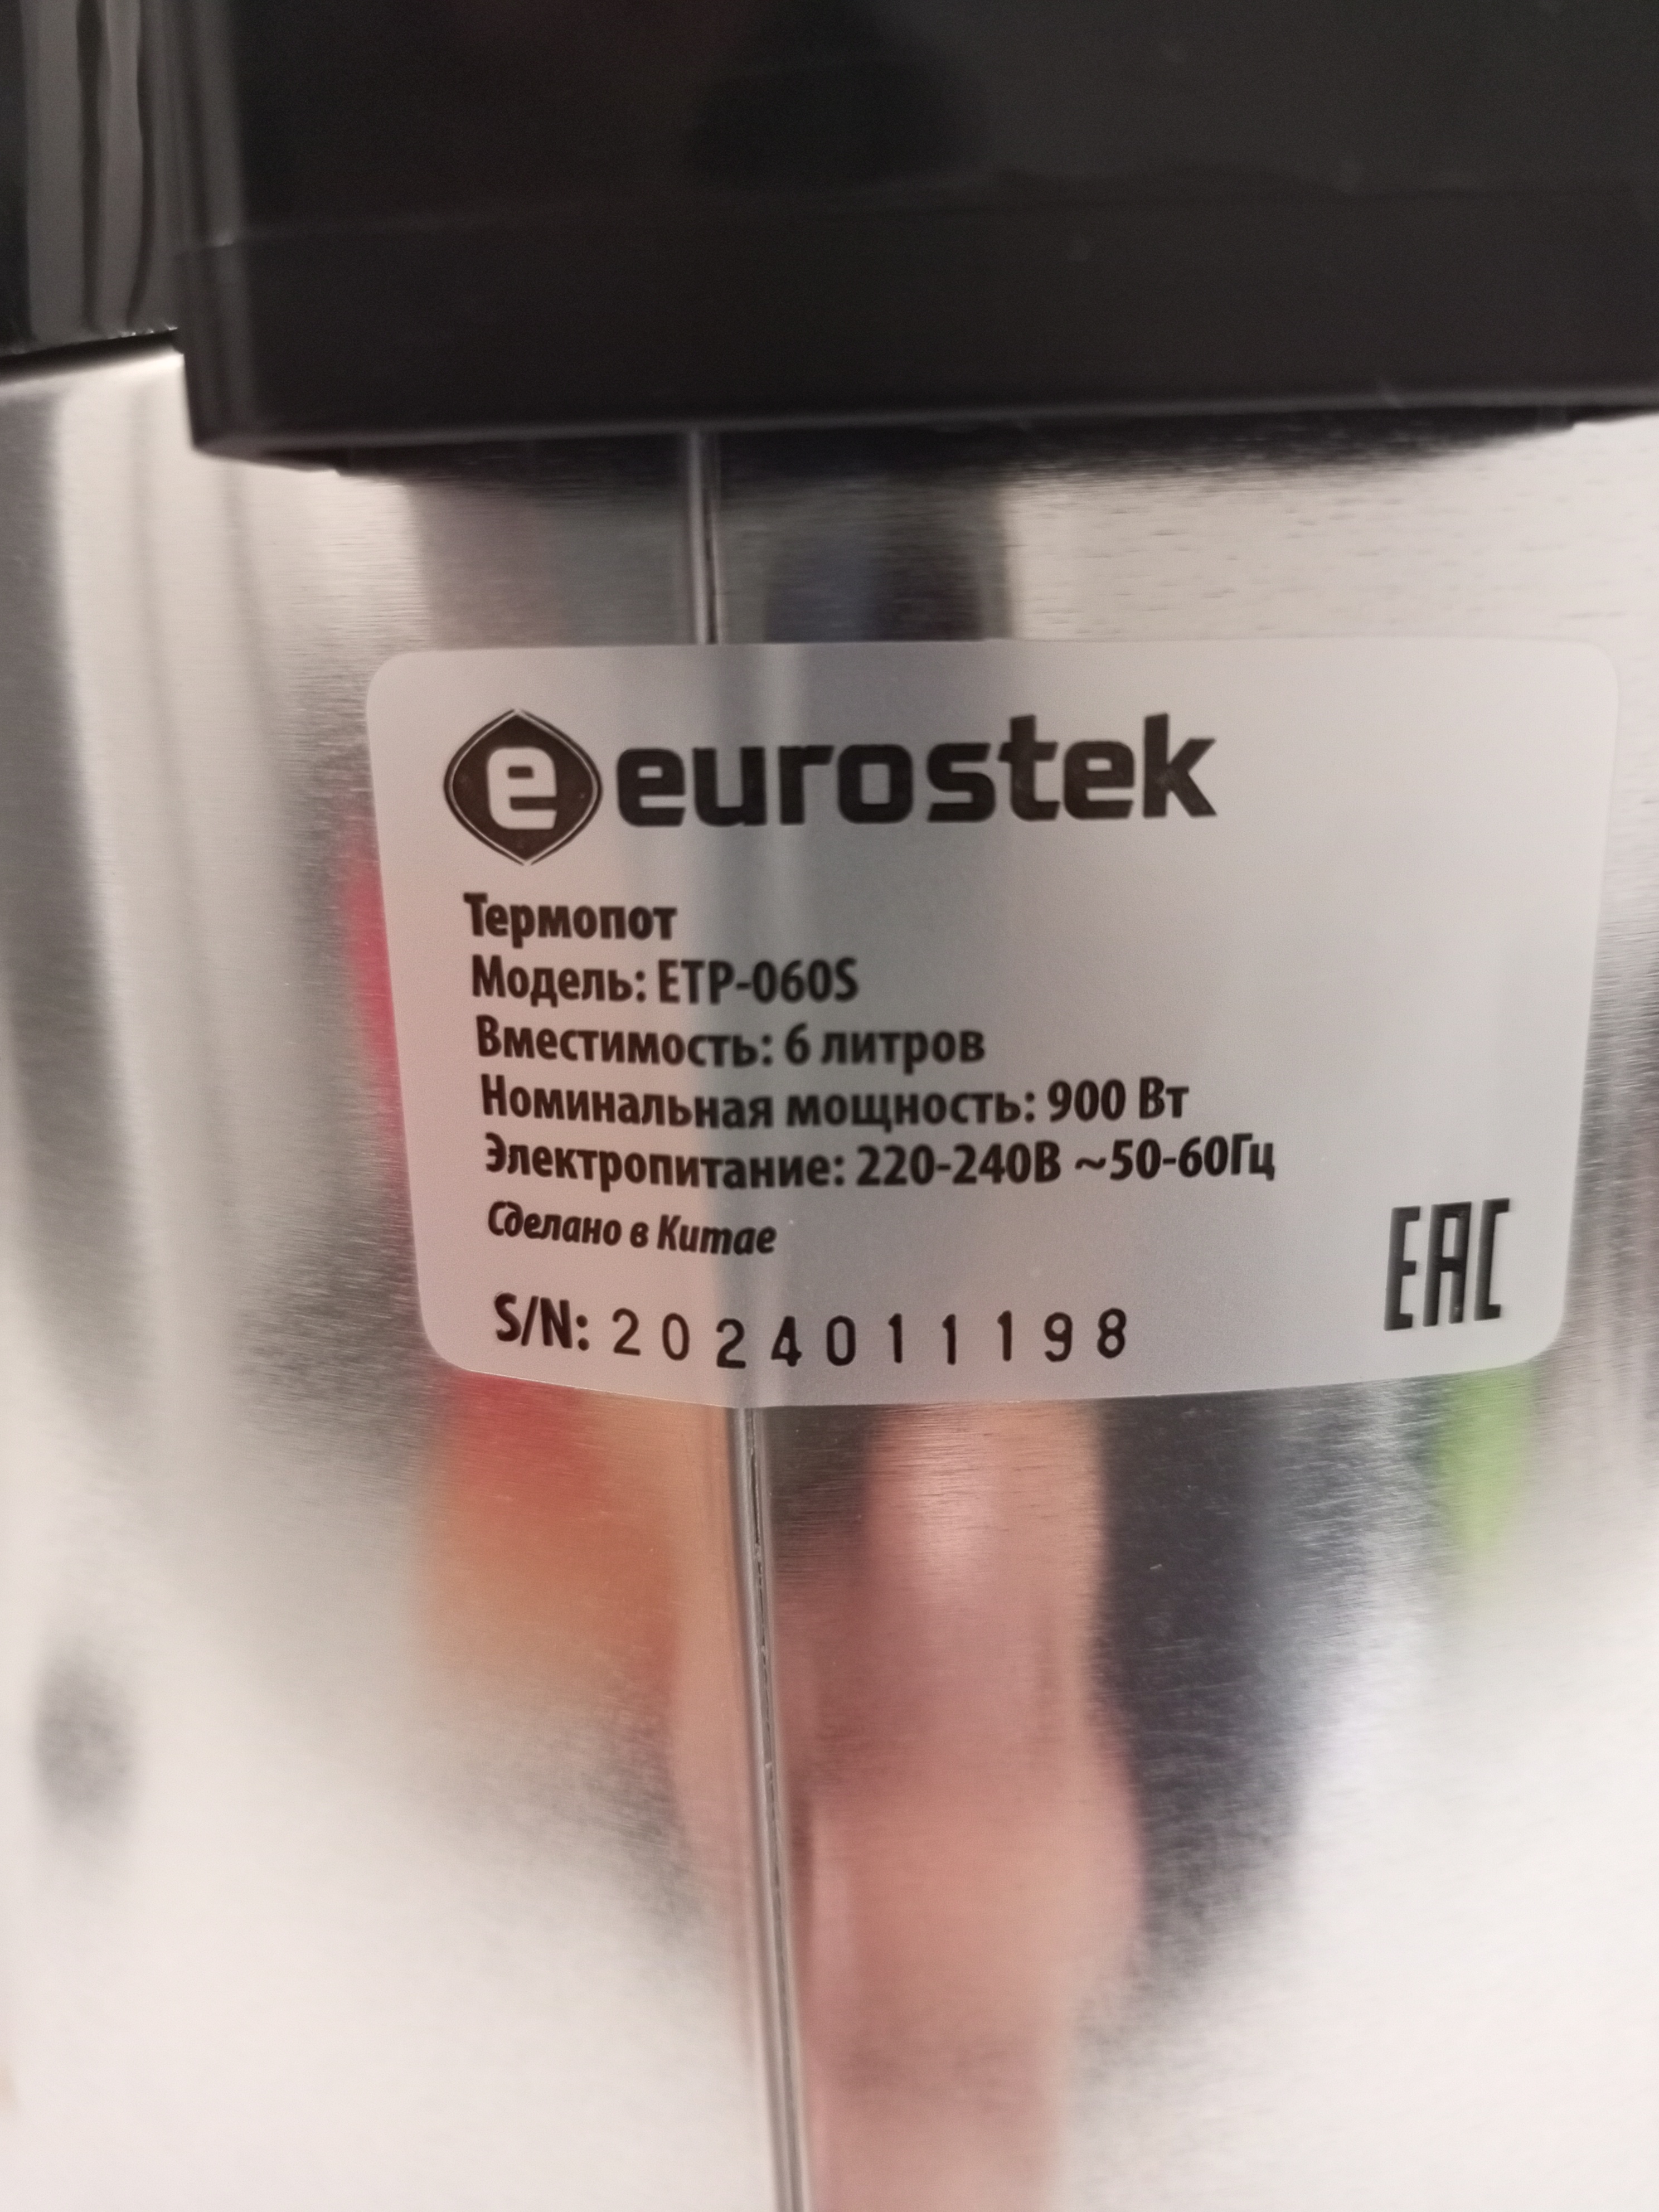 e eurostek
Термопот
Модель: ETP-060S
Вместимость: 6 литров
Номинальная мощность: 900 Вт
Электропитание: 220-240В ~50-60Гц
Сделано в Китае
S/N: 2024011198
EAC